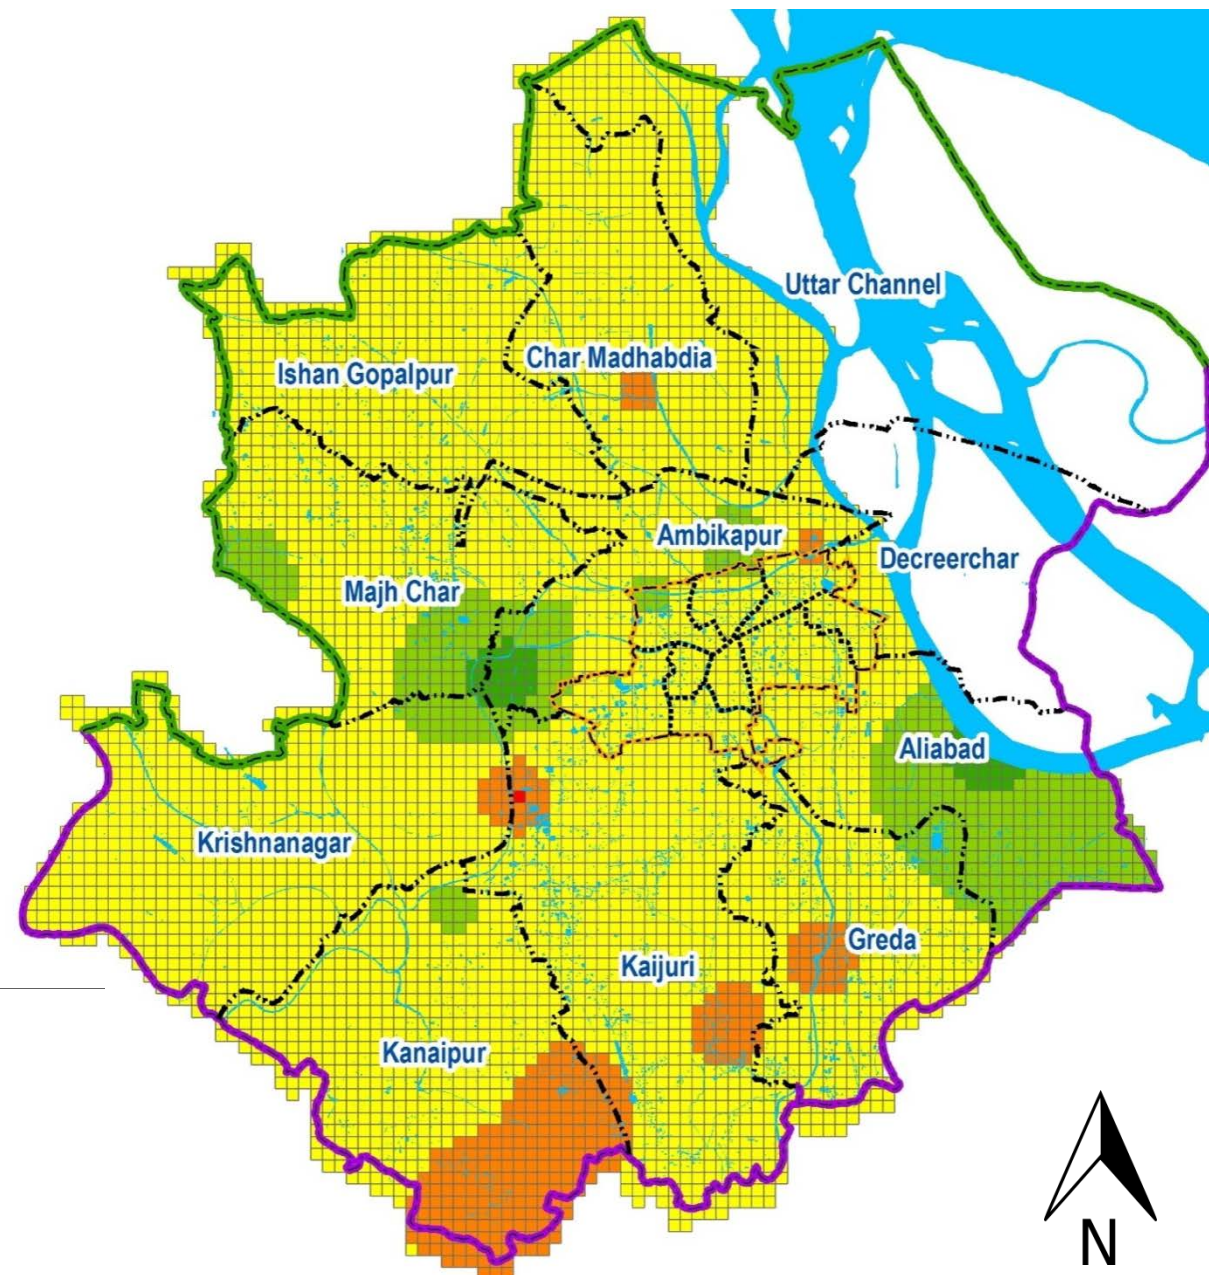 Uttar Channel
Char Madhabdia
Ishan Gopalpur
Ambikapur
Decreerchar
Majh Char
Aliabad
Krishnanagar
Greda
Kaijuri
Kanaipur
N